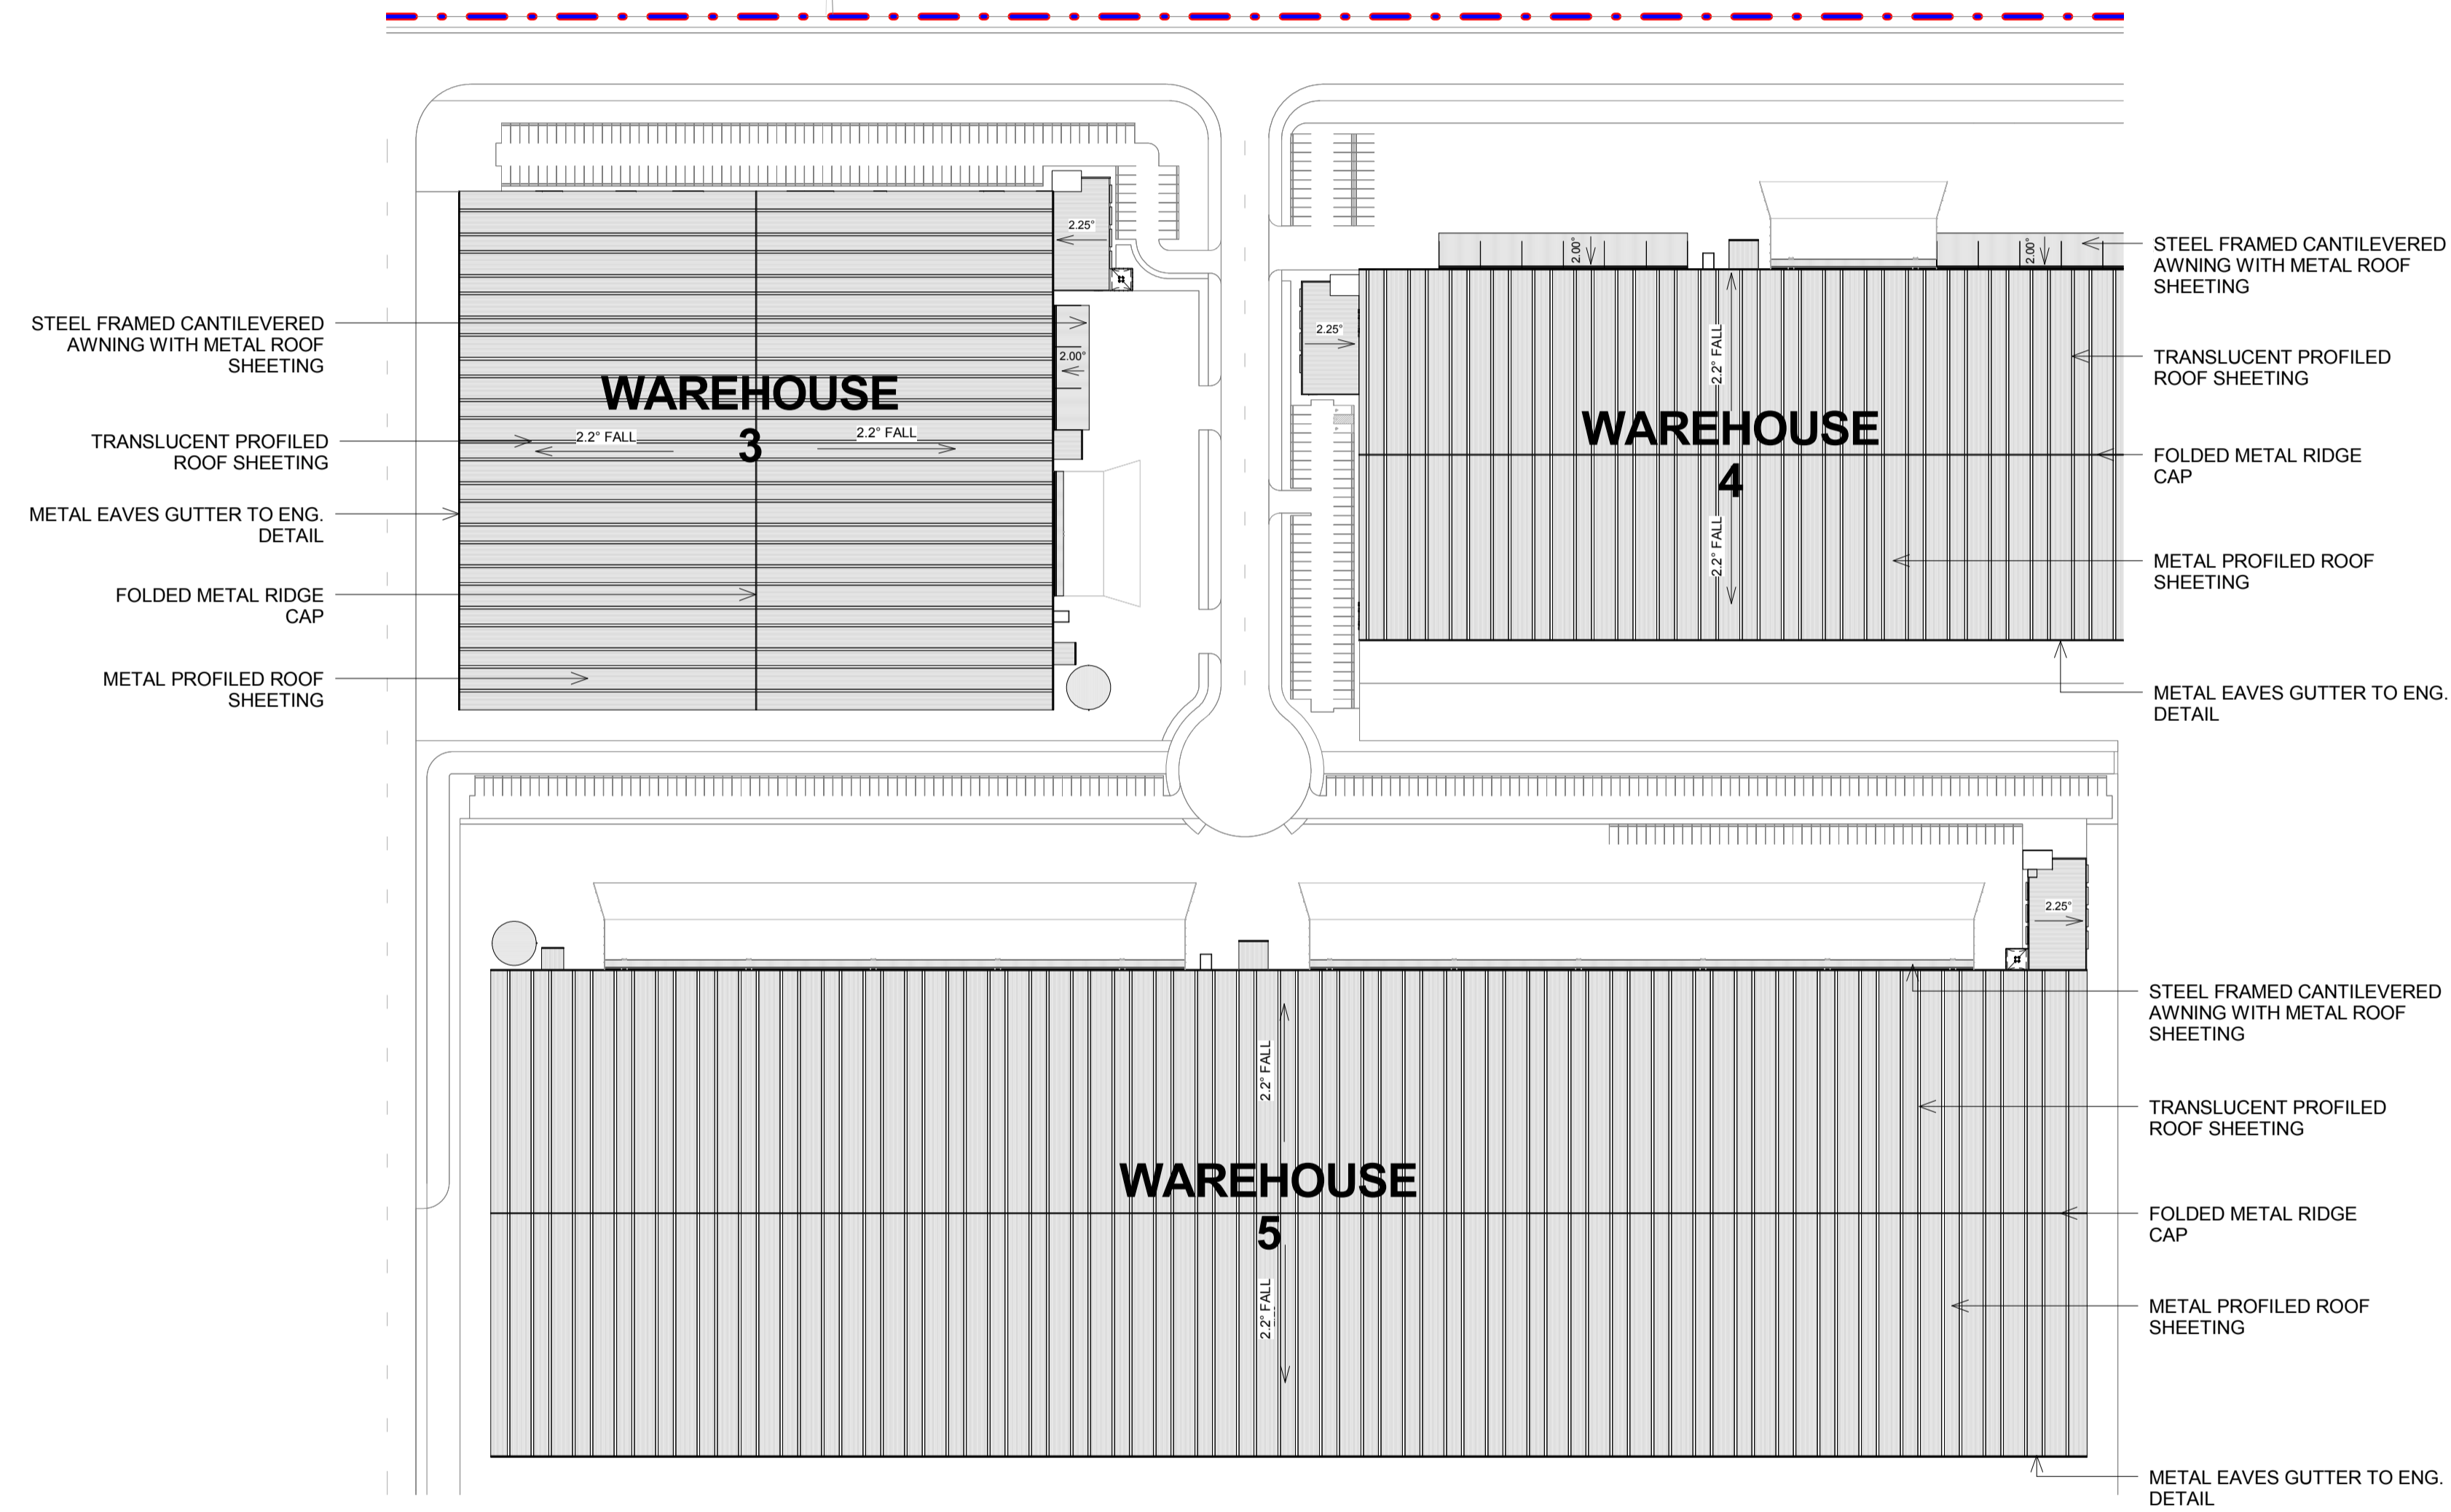 STEEL FRAMED CANTILEVERED
AWNING WITH METAL ROOF
SHEETING
TRANSLUCENT PROFILED
ROOF SHEETING
METAL EAVES GUTTER TO ENG.
DETAIL
FOLDED METAL RIDGE
CAP
METAL PROFILED ROOF
SHEETING
2.25°
2.00°
WAREHOUSE
3
2.2° FALL
2.2° FALL
2.00°
2.00°
2.25°
2.2° FALL
WAREHOUSE
4
2.2° FALL
STEEL FRAMED CANTILEVERED
AWNING WITH METAL ROOF
SHEETING
TRANSLUCENT PROFILED
ROOF SHEETING
FOLDED METAL RIDGE
CAP
METAL PROFILED ROOF
SHEETING
METAL EAVES GUTTER TO ENG.
DETAIL
2.25°
2.2° FALL
WAREHOUSE
5
2.2° FALL
STEEL FRAMED CANTILEVERED
AWNING WITH METAL ROOF
SHEETING
TRANSLUCENT PROFILED
ROOF SHEETING
FOLDED METAL RIDGE
CAP
METAL PROFILED ROOF
SHEETING
METAL EAVES GUTTER TO ENG.
DETAIL